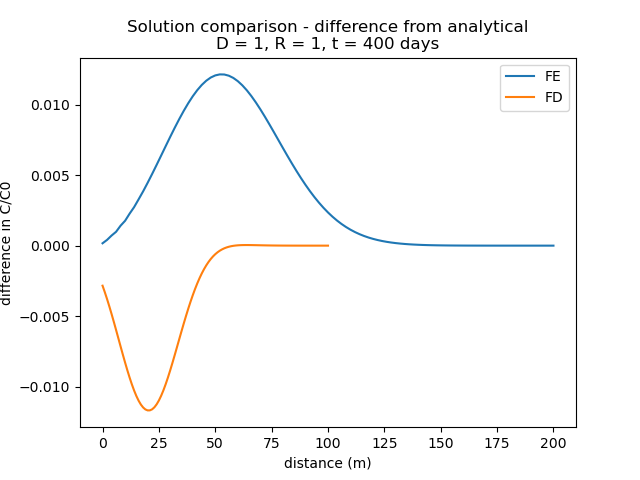 Solution comparison - difference from analytical
D = 1, R = 1, t = 400 days
FE
FD
0.010
0.005
0.000
−0.005
−0.010
difference in C/C0
0
25
50
75
100
125
150
175
200
distance (m)